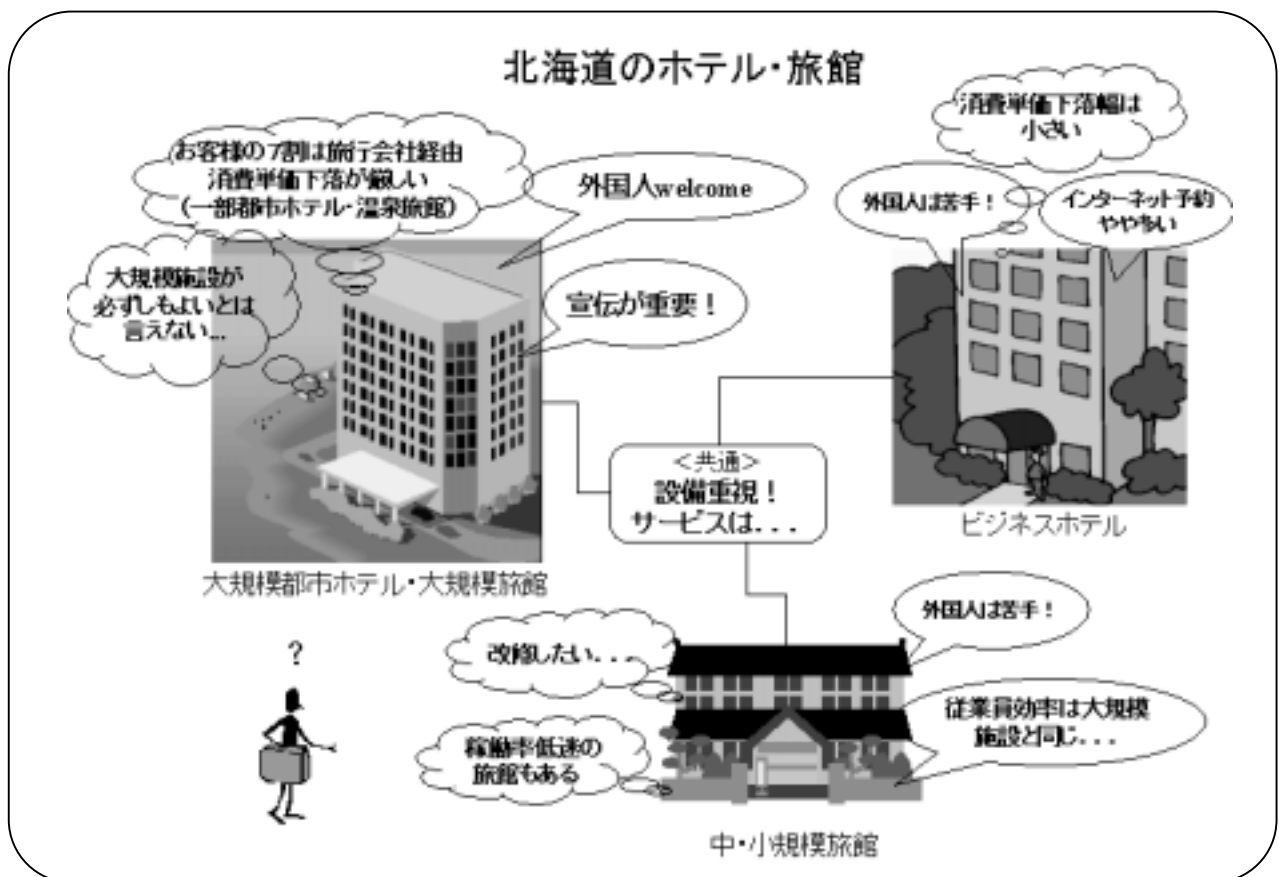 北海道のホテル・旅館
お客様の7割は旅行会社経由
消費単価下落が厳しい
（一部都市ホテル・温泉旅館）
外国人welcome
大規模施設が
必ずしもよいとは
言えない...
宣伝が重要！
大規模都市ホテル・大規模旅館
消費単価下落幅は
小さい
外国人は苦手！
インターネット予約
やや多い
ビジネスホテル
＜共通＞
設備重視！
サービスは．．．
?
改修したい．．．
外国人は苦手！
稼働率低迷の
旅館もある
従業員効率は大規模
施設と同じ．．．
中・小規模旅館